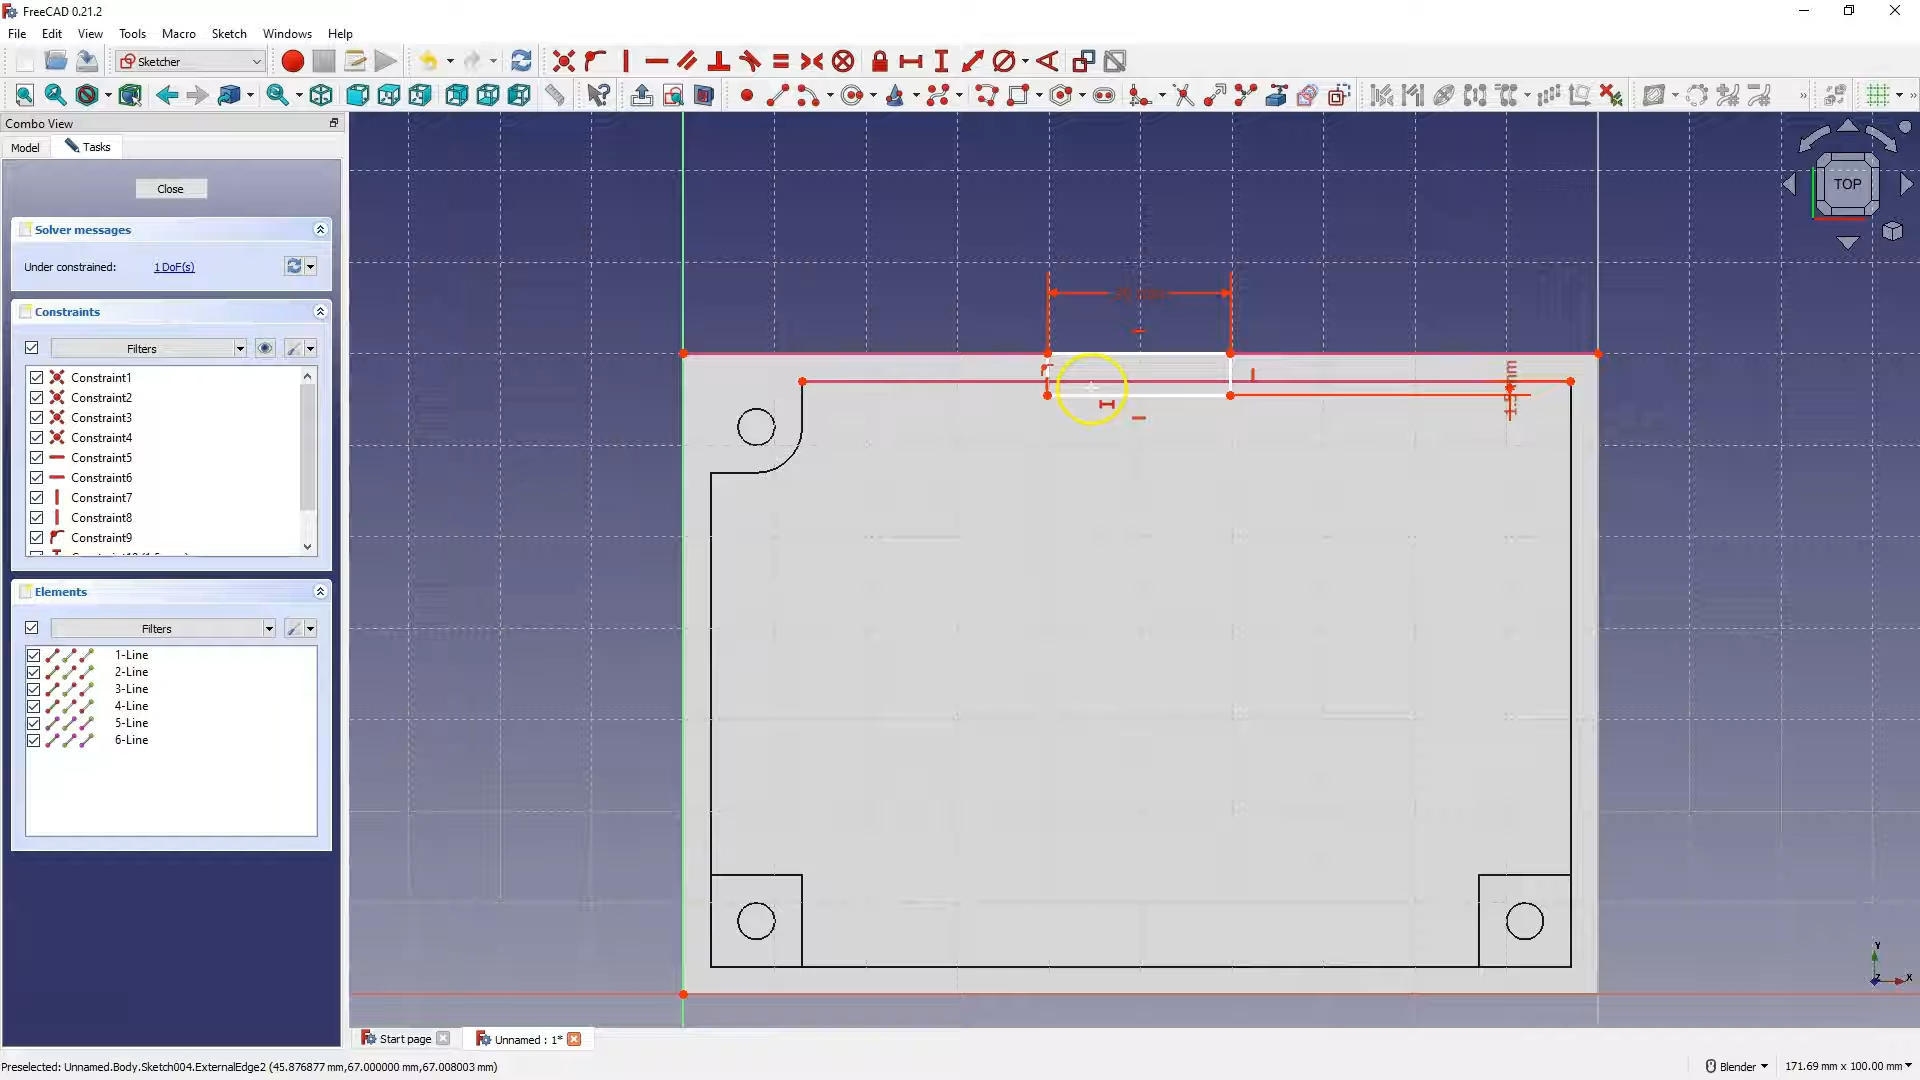 FreeCAD 0.21.2
File Edit View Tools Macro Sketch Windows Help
Sketcher
Combo View
Model Tasks
Close
Solver messages
Under constrained: 1 DoF(s)
Constraints
Filters
Constraint1
Constraint2
Constraint3
Constraint4
Constraint5
Constraint6
Constraint7
Constraint8
Constraint9
Elements
Filters
1-Line
2-Line
3-Line
4-Line
5-Line
6-Line
TOP
Y
Z
X
Start page Unnamed : 1*
Preselected: Unnamed.Body.Sketch004.ExternalEdge2 (45.876877 mm,67.000000 mm,67.008003 mm)
Blender 171.69 mm x 100.00 mm